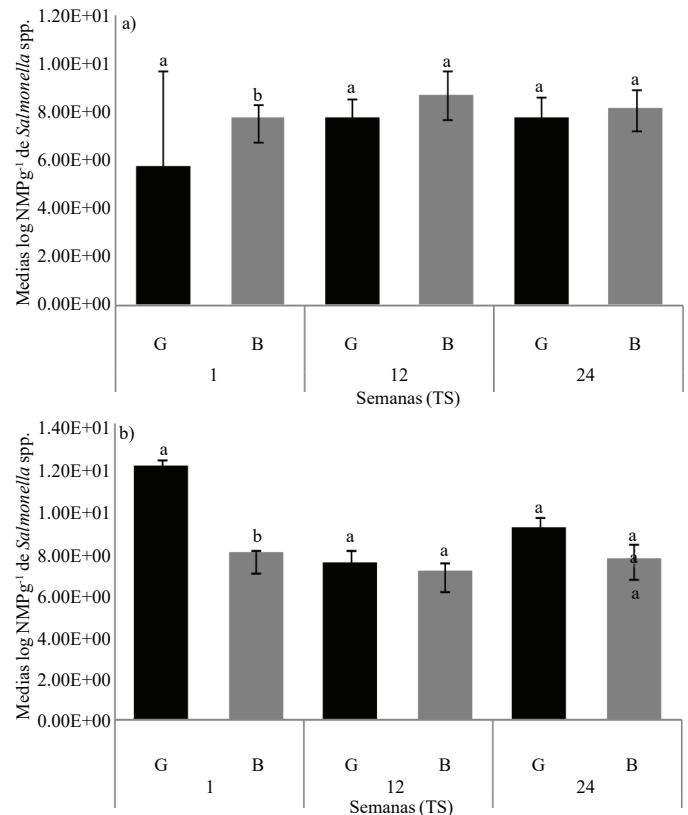 a)
Medias log NMPg-1 de Salmonella spp.
1.20E+01
1.00E+01
8.00E+00
6.00E+00
4.00E+00
2.00E+00
0.00E+00
a b a a a a
G B G B G B
1 12 24
Semanas (TS)
b)
Medias log NMPg-1 de Salmonella spp.
1.40E+01
1.20E+01
1.00E+01
8.00E+00
6.00E+00
4.00E+00
2.00E+00
0.00E+00
a b a a a a
a
a
G B G B G B
1 12 24
Semanas (TS)